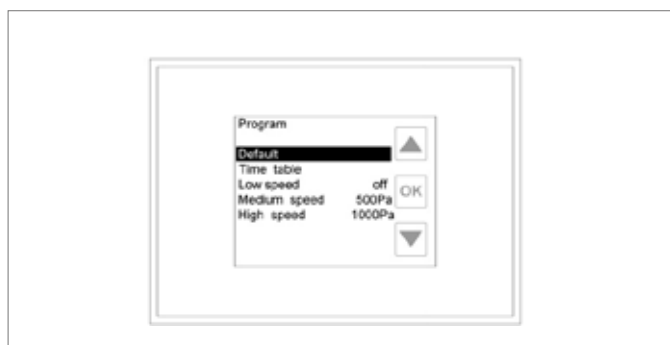 Program
Default
Time table
Low speed off
Medium speed 500Pa
High speed 1000Pa
OK